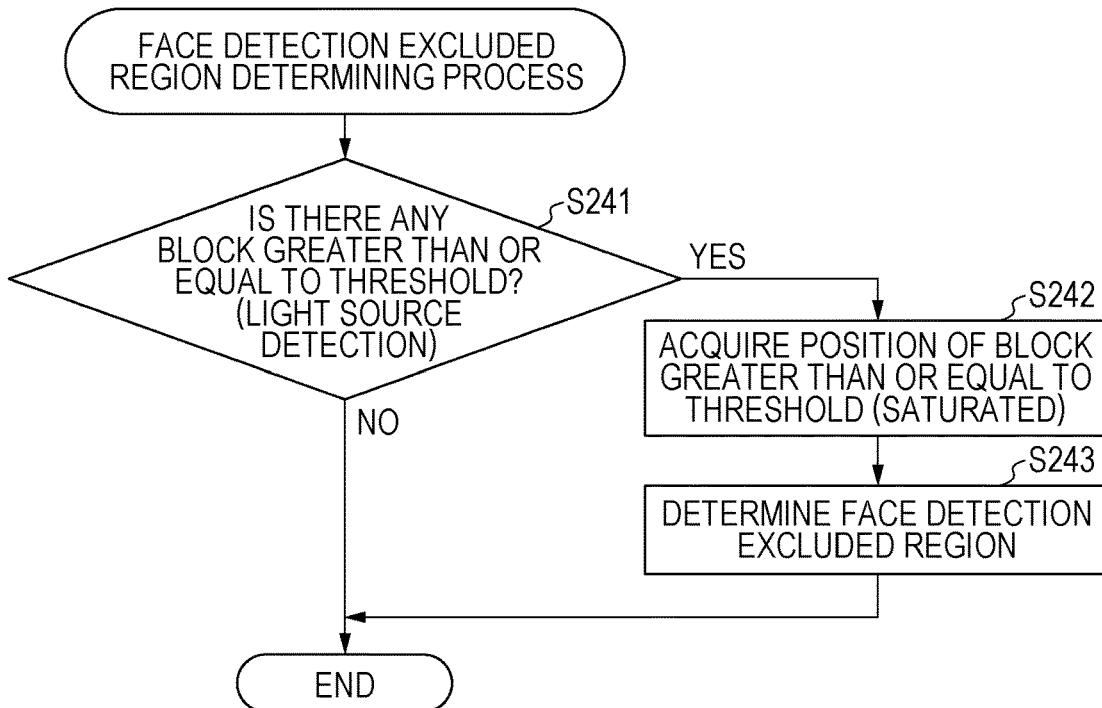 FACE DETECTION EXCLUDED
REGION DETERMINING PROCESS
S241
IS THERE ANY
BLOCK GREATER THAN OR
EQUAL TO THRESHOLD?
(LIGHT SOURCE
DETECTION)
YES
NO
S242
ACQUIRE POSITION OF BLOCK
GREATER THAN OR EQUAL TO
THRESHOLD (SATURATED)
S243
DETERMINE FACE DETECTION
EXCLUDED REGION
END